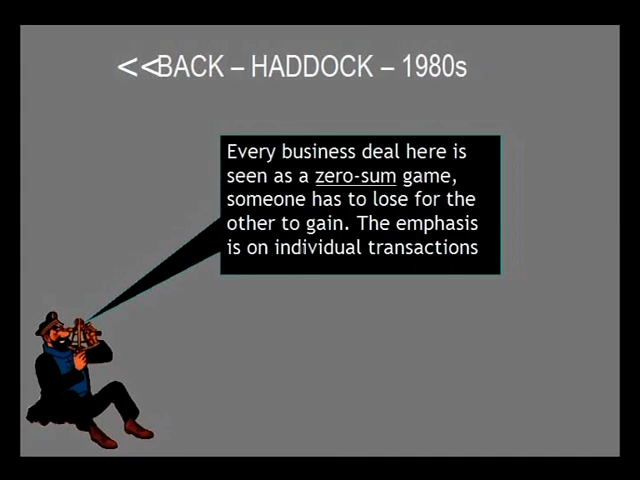 <<BACK – HADDOCK – 1980s
Every business deal here is
seen as a zero-sum game,
someone has to lose for the
other to gain. The emphasis
is on individual transactions